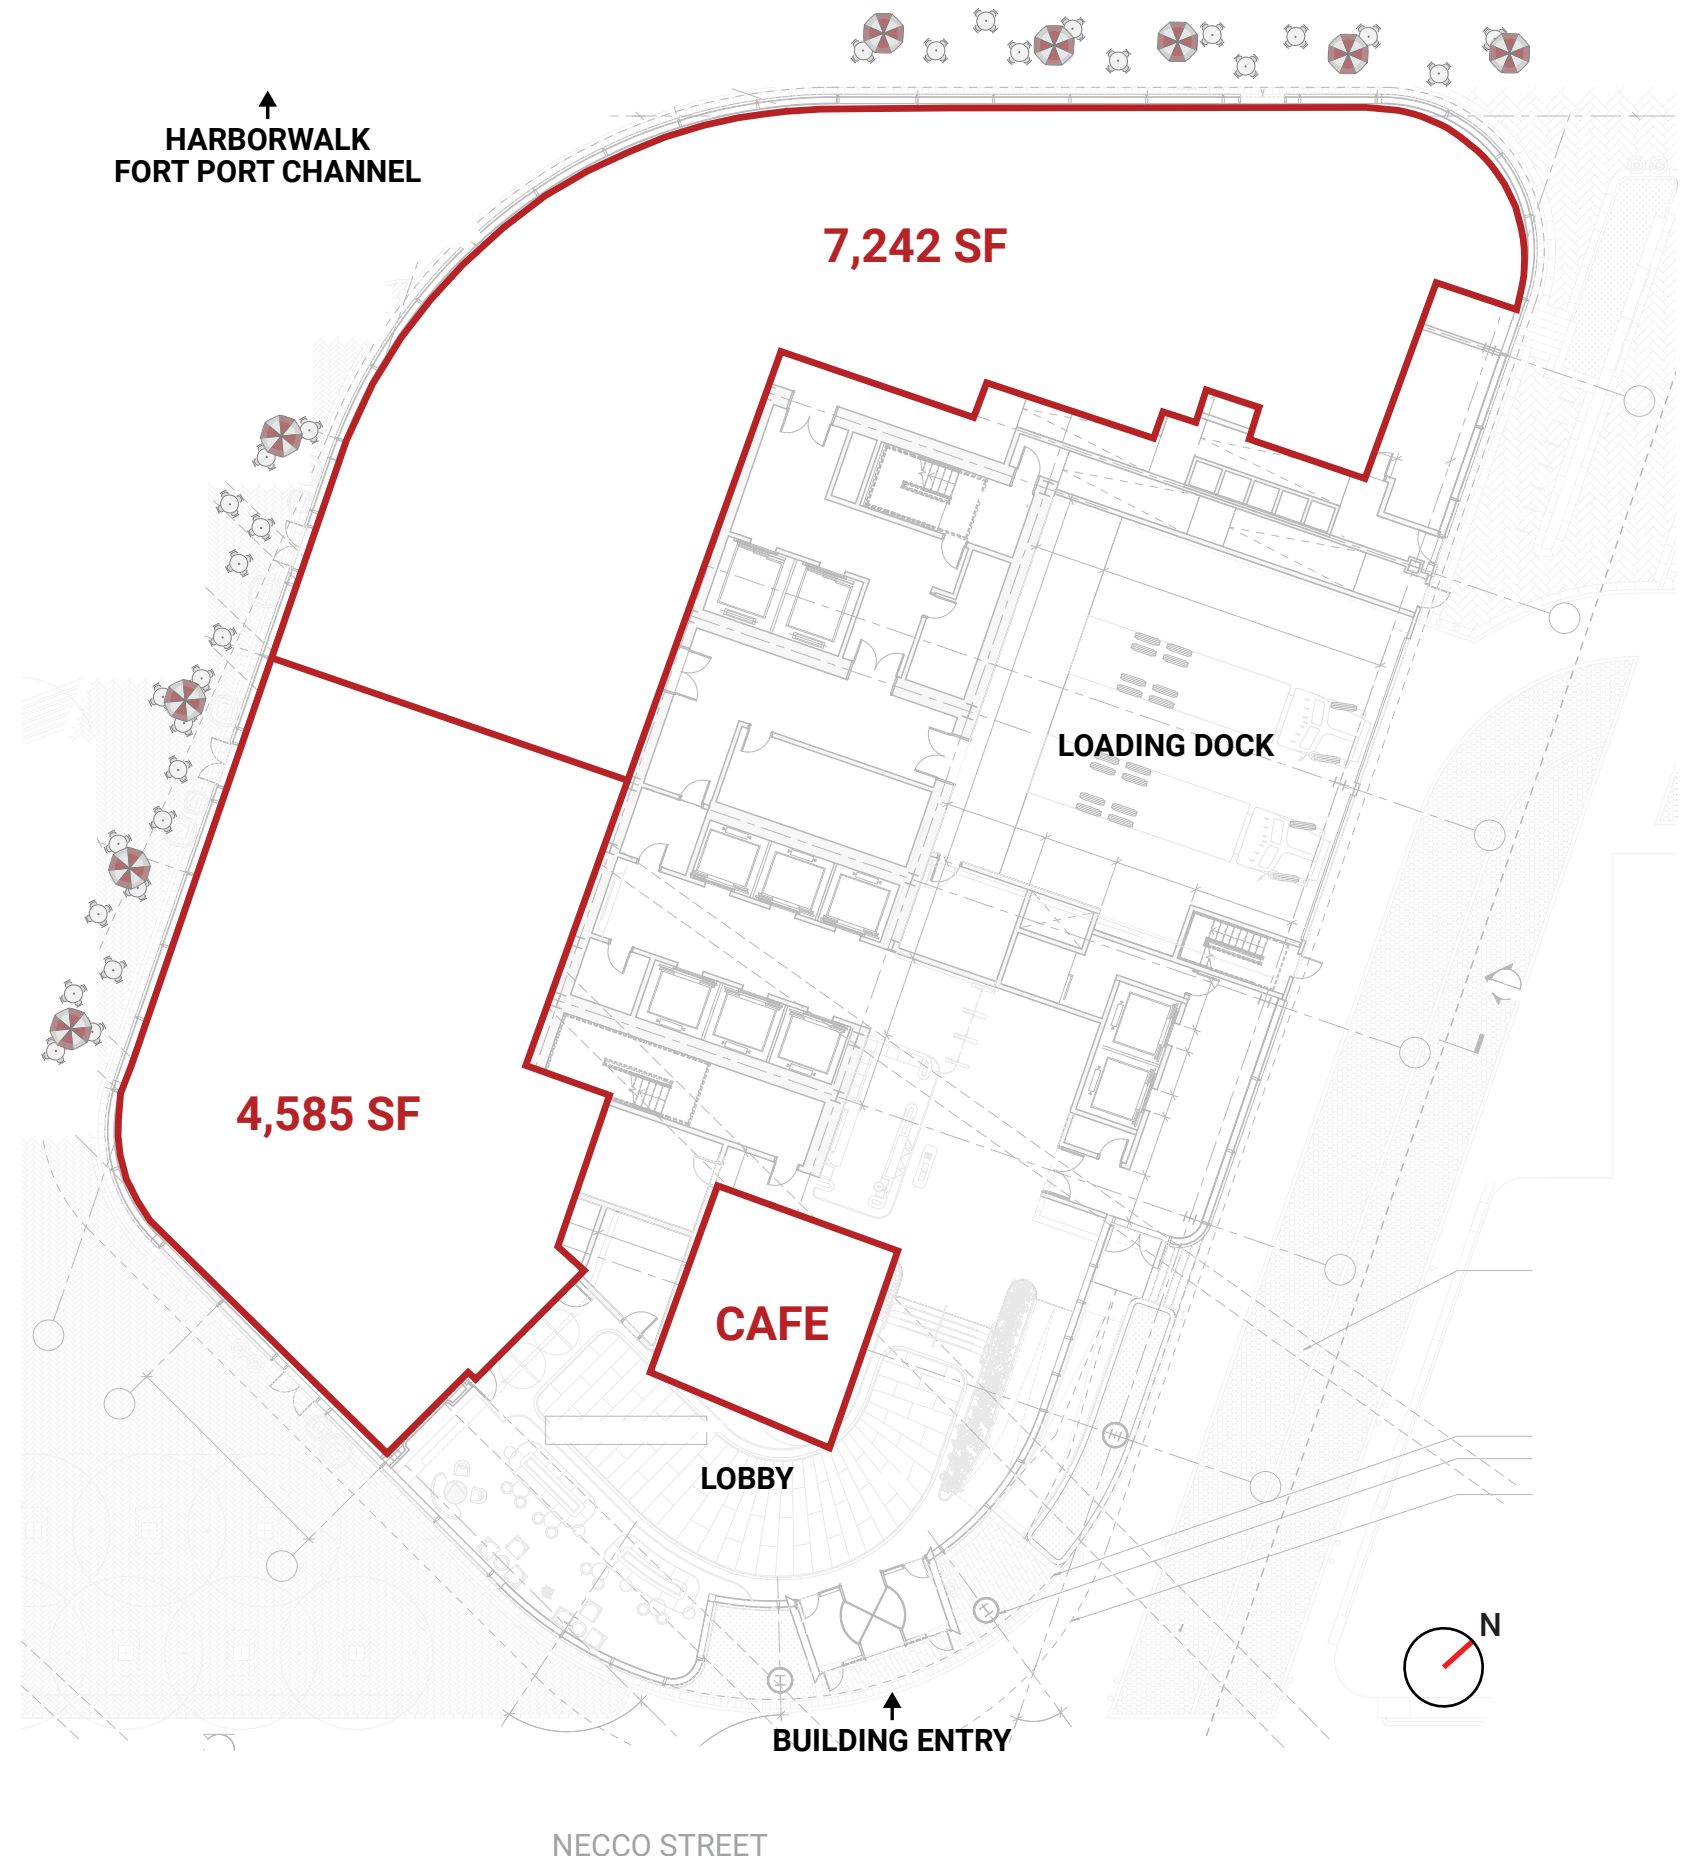 HARBORWALK
FORT PORT CHANNEL
7,242 SF
LOADING DOCK
4,585 SF
CAFE
LOBBY
N
BUILDING ENTRY
NECCO STREET